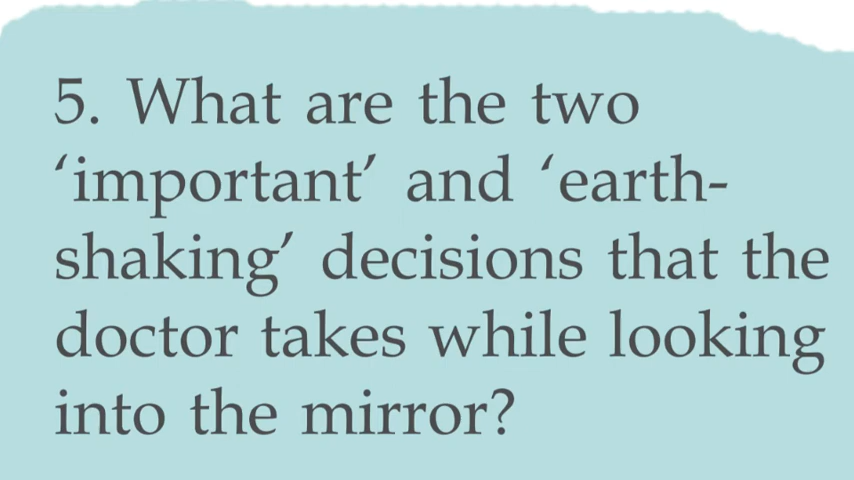 5. What are the two
‘important’ and ‘earth-
shaking’ decisions that the
doctor takes while looking
into the mirror?